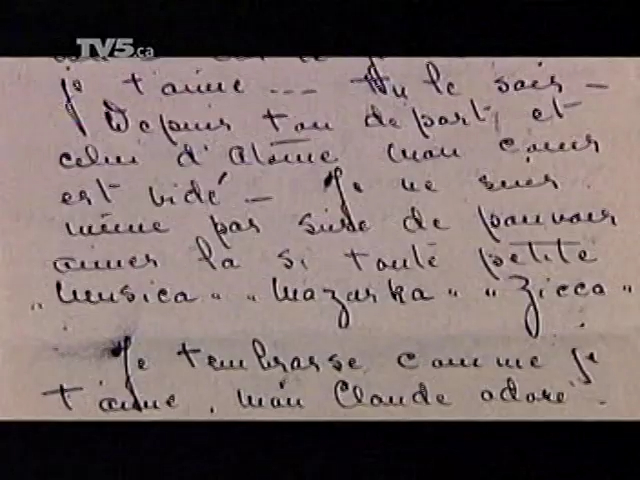 TV5.ca
je t'aime --- Tu le sais -
Depuis ton depart, et
celui d'Alaine mon cœur
est vidé - Je ne suis
même pas sûre de pouvoir
aimer la si toute petite
"Musica" "Mazurka" "Zicca"
Je t'embrasse comme je
t'aime, mon Claude adoré.